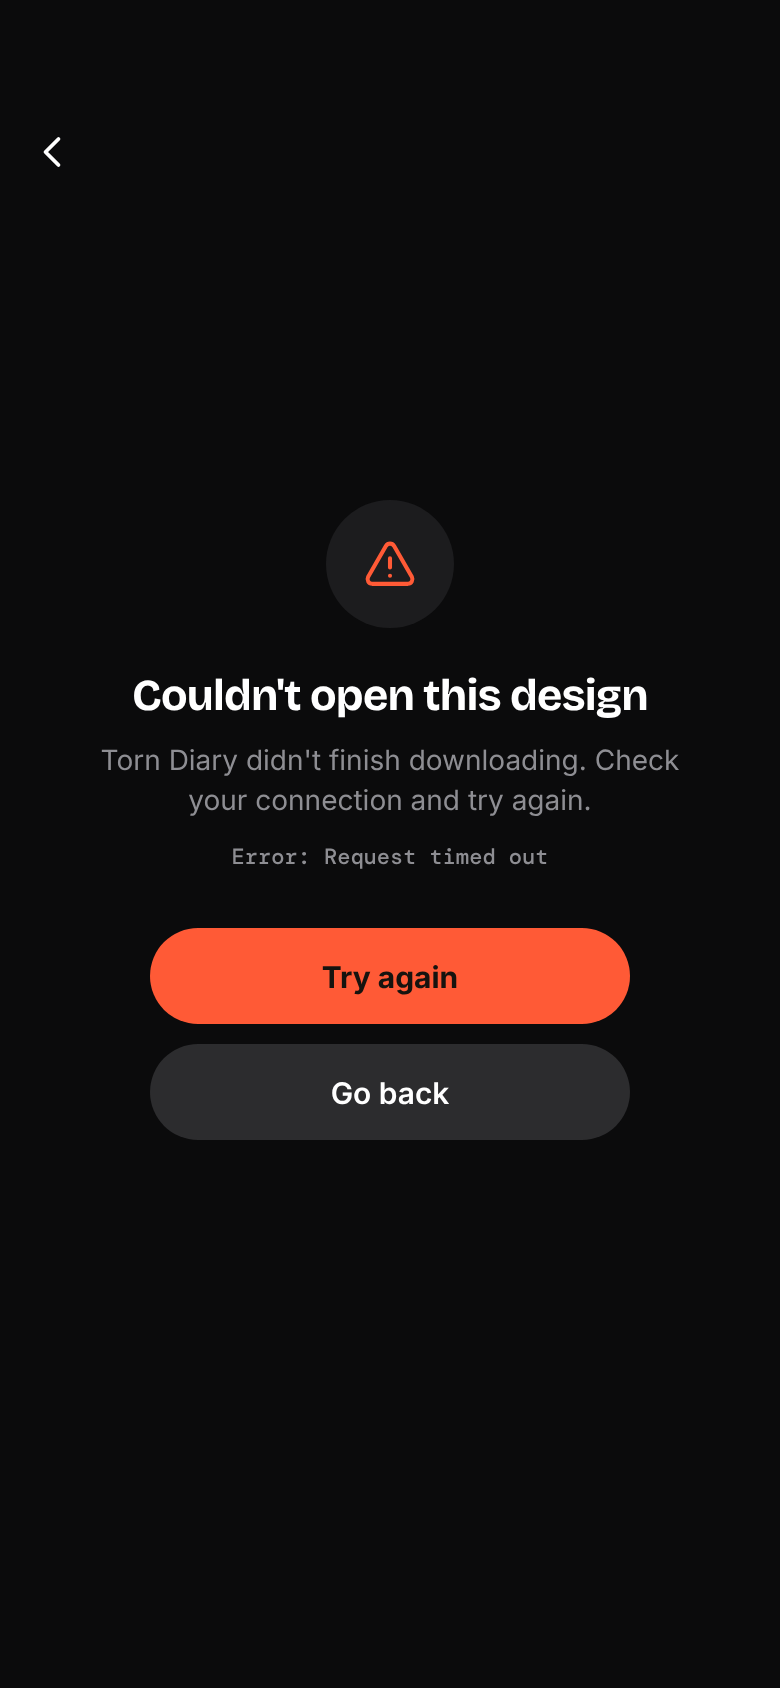 Couldn't open this design
Torn Diary didn't finish downloading. Check
your connection and try again.
Error: Request timed out
Try again
Go back